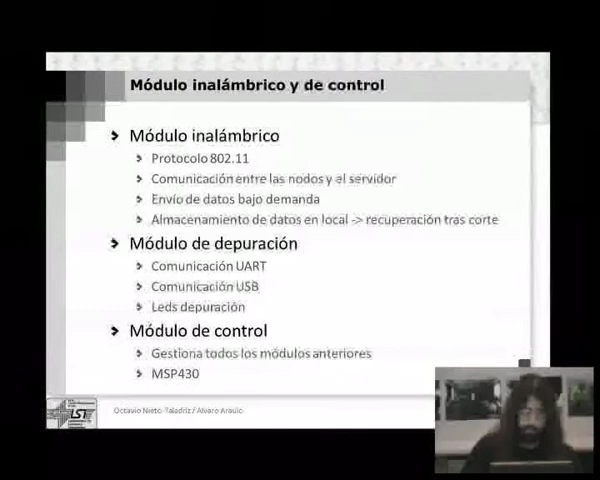 Módulo inalámbrico y de control
Módulo inalámbrico
Protocolo 802.11
Comunicación entre las nodos y el servidor
Envío de datos bajo demanda
Almacenamiento de datos en local -> recuperación tras corte
Módulo de depuración
Comunicación UART
Comunicación USB
Leds depuración
Módulo de control
Gestiona todos los módulos anteriores
MSP430
LSI
Octavio Nieto-Taladriz / Alvaro Araujo